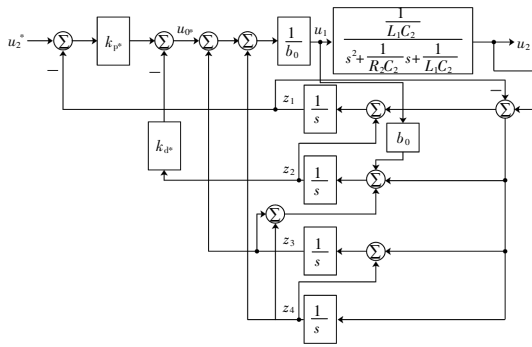 u₂* Σ kₚ* Σ u₀* Σ Σ 1/b₀ u₁ (1/(L₁C₂))/(s²+(1/(R₂C₂))s+1/(L₁C₂)) u₂
− − z₁ 1/s Σ − Σ
b₀
k_d* z₂ 1/s Σ
Σ
z₃ 1/s Σ
z₄ 1/s